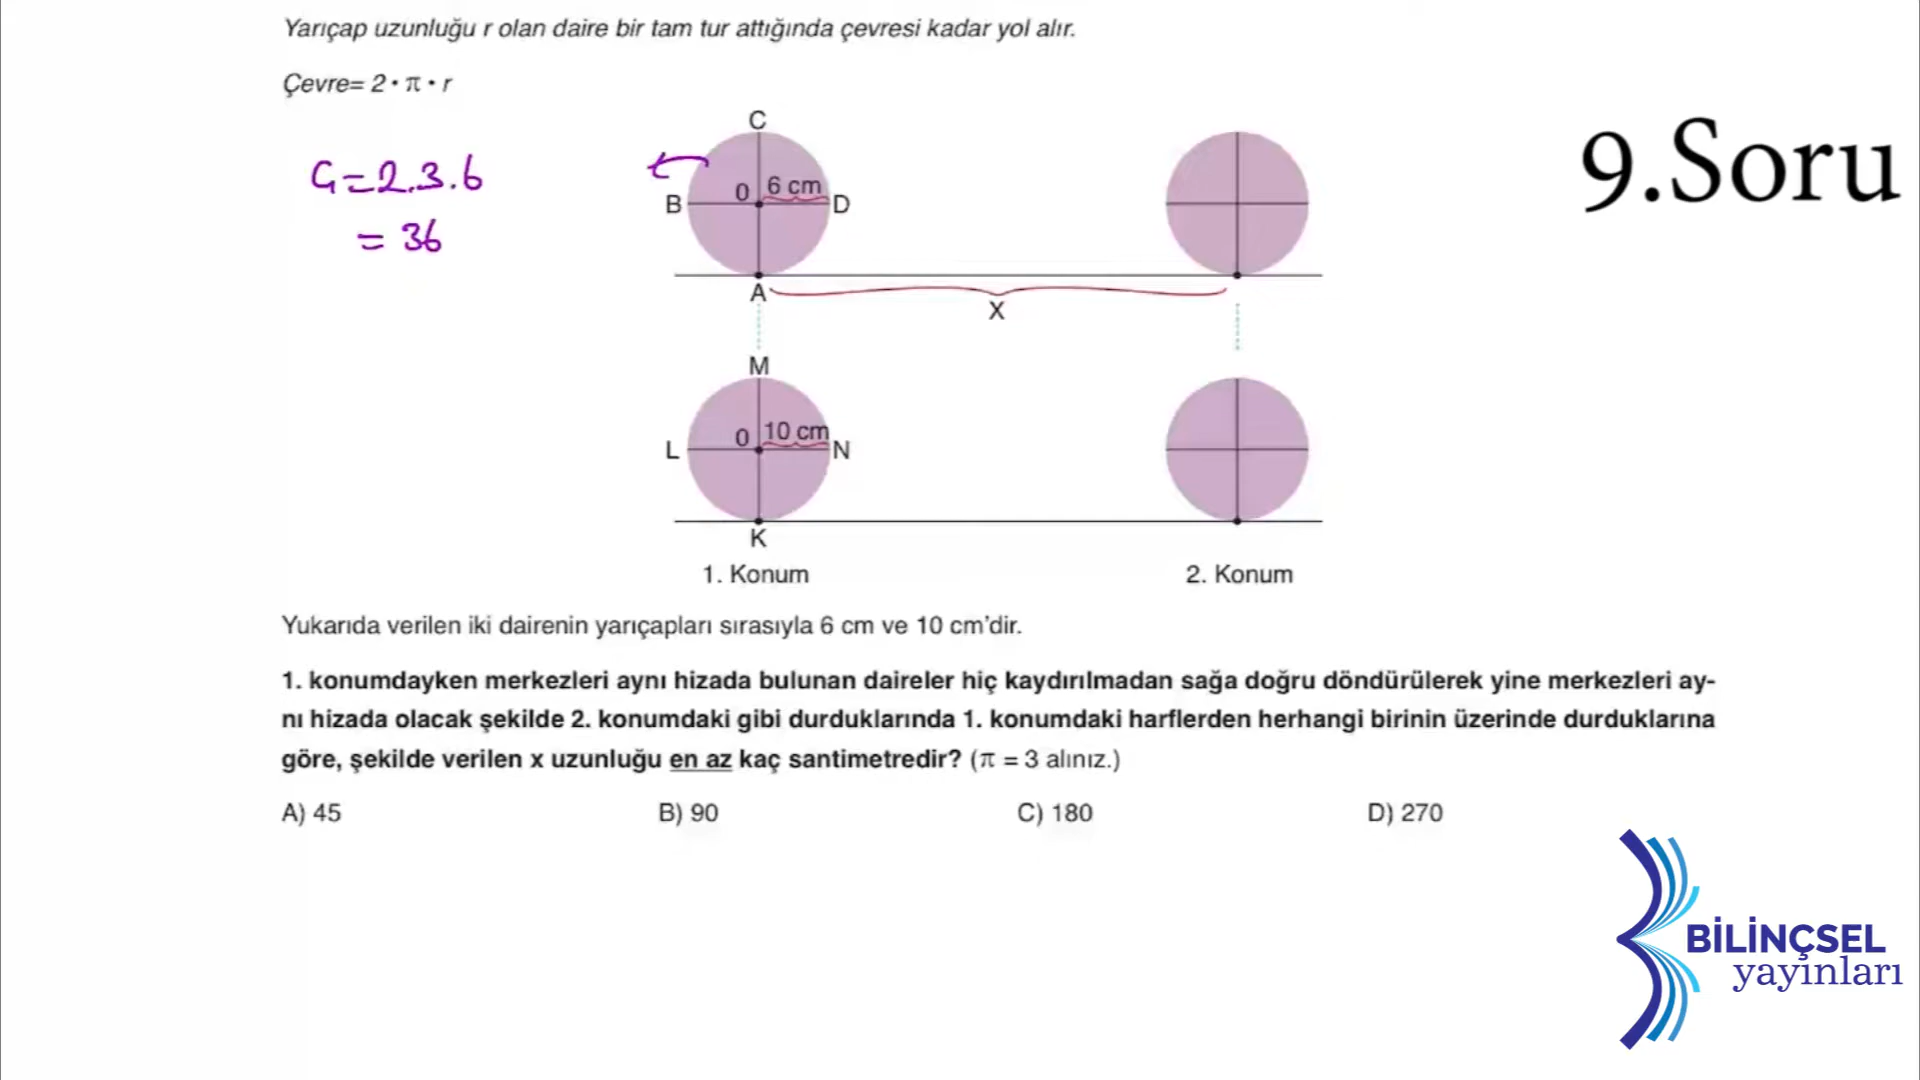 Yarıçap uzunluğu r olan daire bir tam tur attığında çevresi kadar yol alır.
Çevre= 2 • π • r
Ç=2.3.6
= 36
9.Soru
C
B
0
6 cm
D
A
X
M
L
0
10 cm
N
K
1. Konum
2. Konum
Yukarıda verilen iki dairenin yarıçapları sırasıyla 6 cm ve 10 cm'dir.
1. konumdayken merkezleri aynı hizada bulunan daireler hiç kaydırılmadan sağa doğru döndürülerek yine merkezleri ay-
nı hizada olacak şekilde 2. konumdaki gibi durduklarında 1. konumdaki harflerden herhangi birinin üzerinde durduklarına
göre, şekilde verilen x uzunluğu en az kaç santimetredir? (π = 3 alınız.)
A) 45
B) 90
C) 180
D) 270
BİLİNÇSEL
yayınları